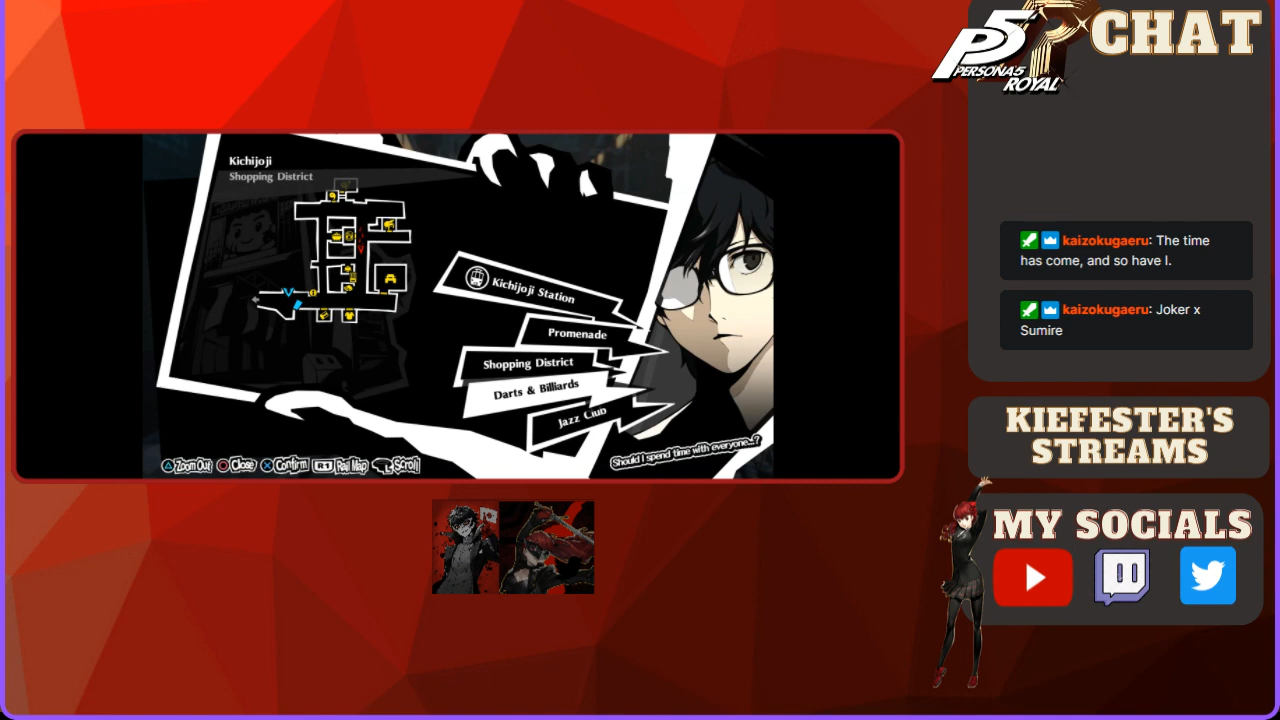 P5R
PERSONA5
ROYAL
CHAT
Kichijoji
Shopping District
Kichijoji Station
Promenade
Shopping District
Darts & Billiards
Jazz Club
Should I spend time with everyone...?
Zoom Out Close Confirm R1 Rail Map L Scroll
kaizokugaeru: The time
has come, and so have I.
kaizokugaeru: Joker x
Sumire
KIEFESTER'S
STREAMS
MY SOCIALS